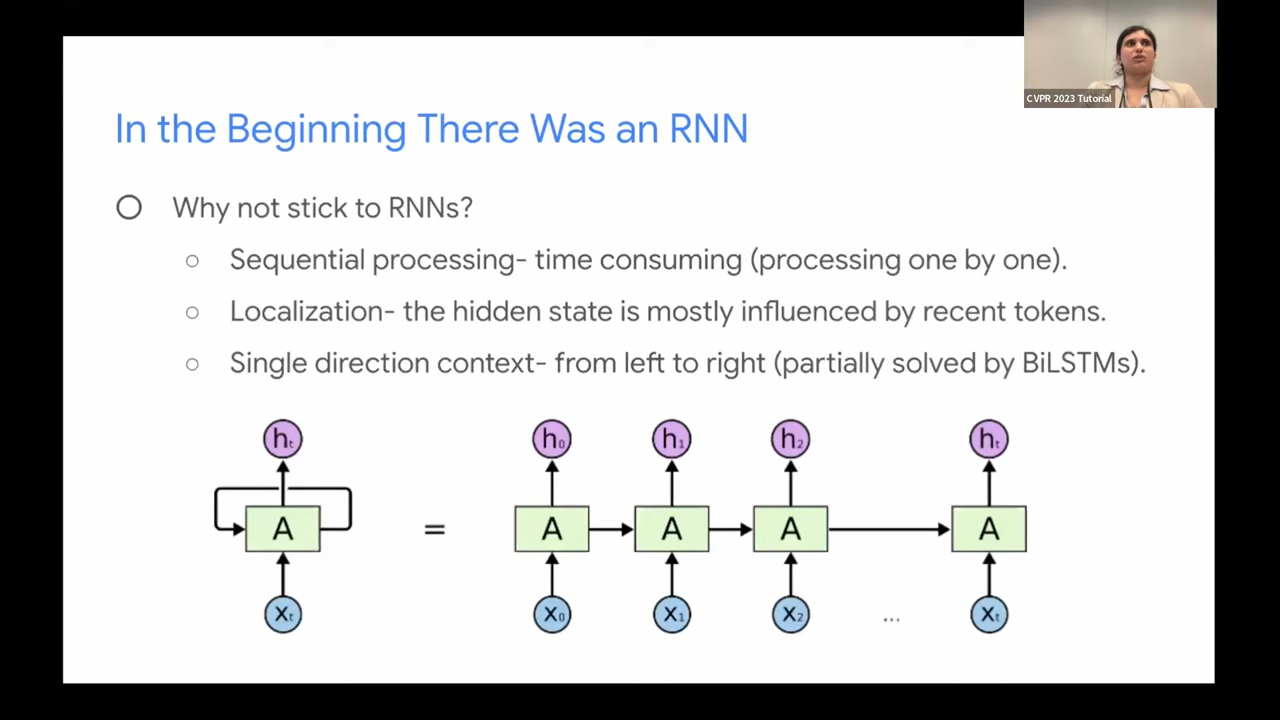 CVPR 2023 Tutorial
In the Beginning There Was an RNN
Why not stick to RNNs?
Sequential processing- time consuming (processing one by one).
Localization- the hidden state is mostly influenced by recent tokens.
Single direction context- from left to right (partially solved by BiLSTMs).
hₜ h₀ h₁ h₂ hₜ
A = A A A A
Xₜ X₀ X₁ X₂ ... Xₜ